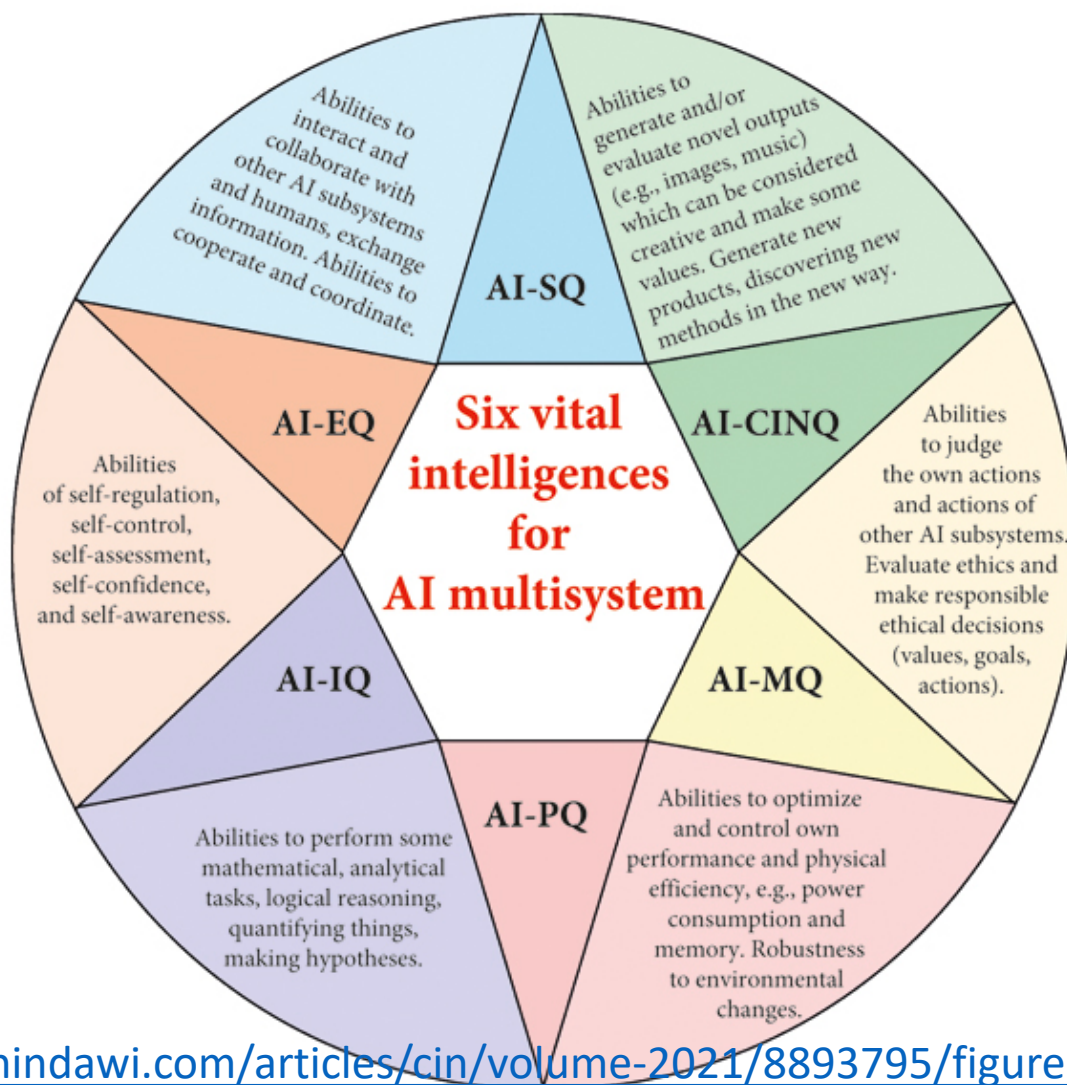 Abilities to
interact and
collaborate with
other AI subsystems
and humans, exchange
information. Abilities to
cooperate and coordinate.
AI-SQ
Abilities to
generate and/or
evaluate novel outputs
(e.g., images, music)
which can be considered
creative and make some
values. Generate new
products, discovering new
methods in the new way.
AI-EQ
Six vital
intelligences
for
AI multisystem
AI-CINQ
Abilities
of self-regulation,
self-control,
self-assessment,
self-confidence,
and self-awareness.
Abilities
to judge
the own actions
and actions of
other AI subsystems.
Evaluate ethics and
make responsible
ethical decisions
(values, goals,
actions).
AI-IQ
AI-MQ
Abilities to perform some
mathematical, analytical
tasks, logical reasoning,
quantifying things,
making hypotheses.
AI-PQ
Abilities to optimize
and control own
performance and physical
efficiency, e.g., power
consumption and
memory. Robustness
to environmental
changes.
hindawi.com/articles/cin/volume-2021/8893795/figure